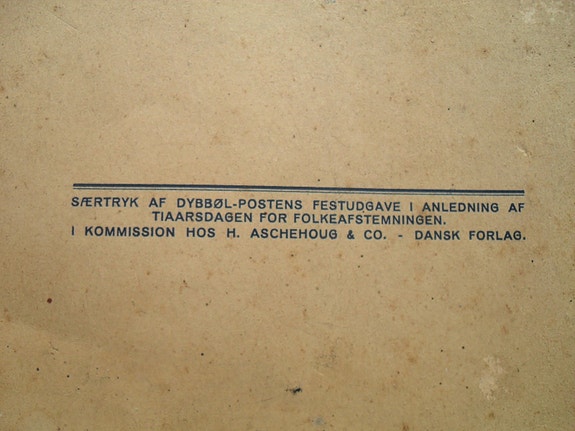 SÆRTRYK AF DYBBØL-POSTENS FESTUDGAVE I ANLEDNING AF
TIAARSDAGEN FOR FOLKEAFSTEMNINGEN.
I KOMMISSION HOS H. ASCHEHOUG & CO. - DANSK FORLAG.